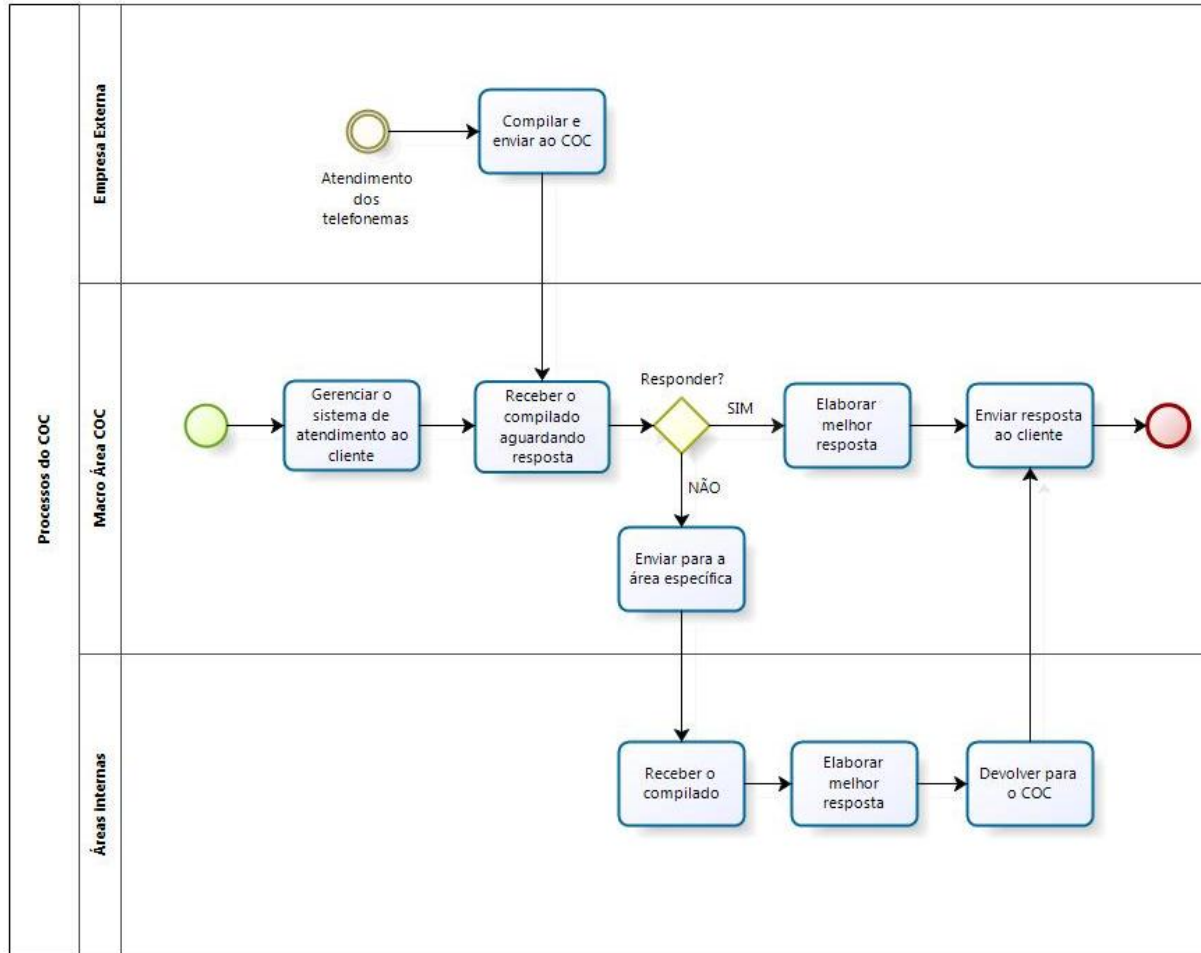 Processos do COC
Empresa Externa
Atendimento
dos
telefonemas
Compilar e
enviar ao COC
Macro Área COC
Gerenciar o
sistema de
atendimento ao
cliente
Receber o
compilado
aguardando
resposta
Responder?
SIM
NÃO
Elaborar
melhor
resposta
Enviar resposta
ao cliente
Enviar para a
área específica
Áreas Internas
Receber o
compilado
Elaborar
melhor
resposta
Devolver para
o COC